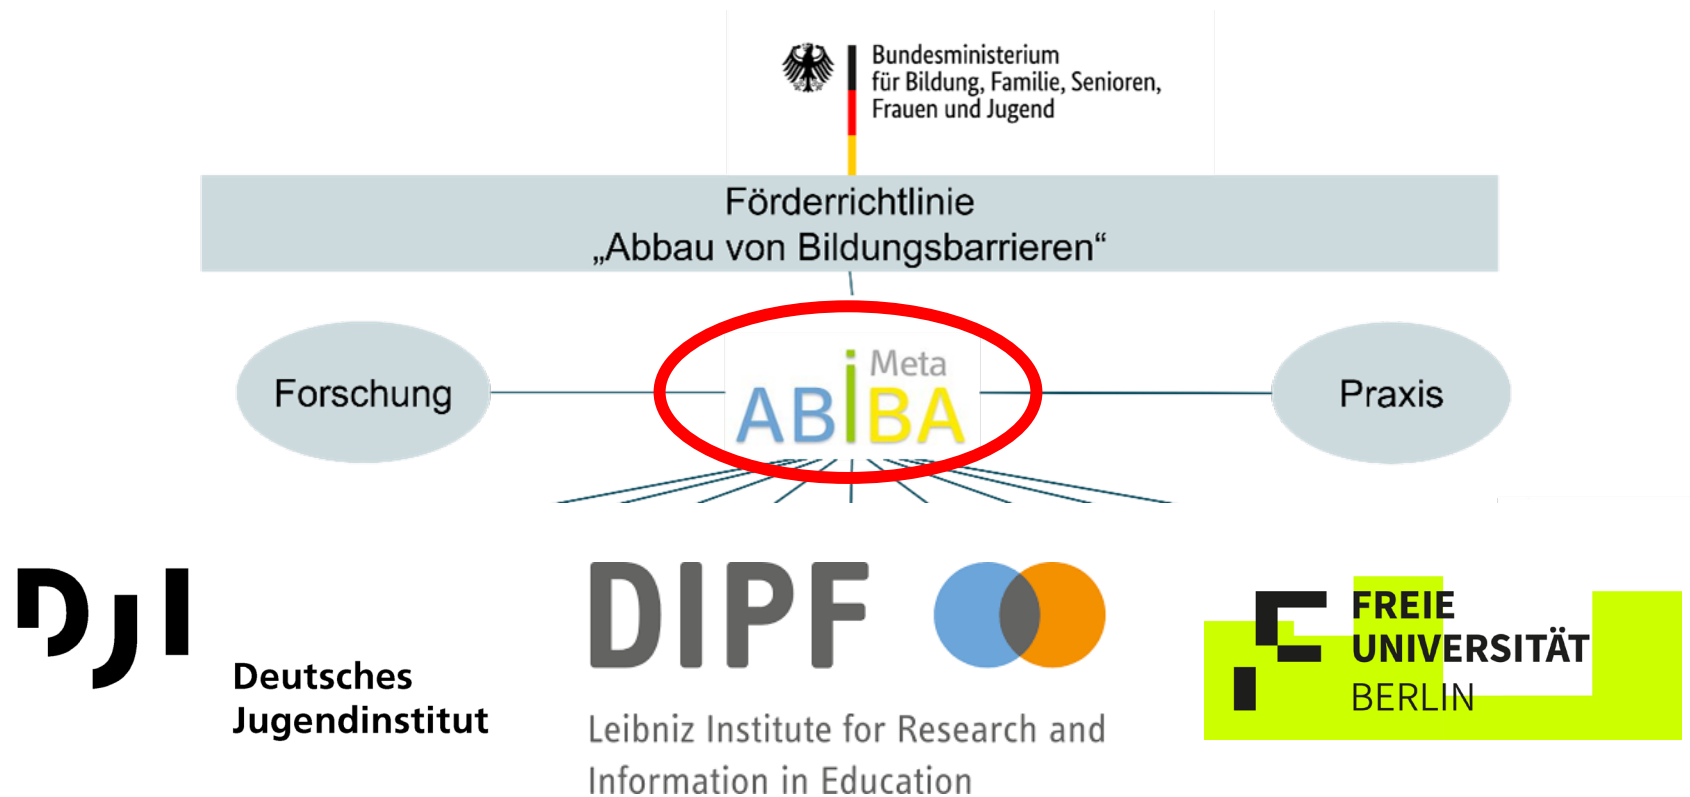 Bundesministerium
für Bildung, Familie, Senioren,
Frauen und Jugend
Förderrichtlinie
„Abbau von Bildungsbarrieren“
Forschung
Meta
ABiBA
Praxis
DJI
Deutsches
Jugendinstitut
DIPF
Leibniz Institute for Research and
Information in Education
FREIE
UNIVERSITÄT
BERLIN